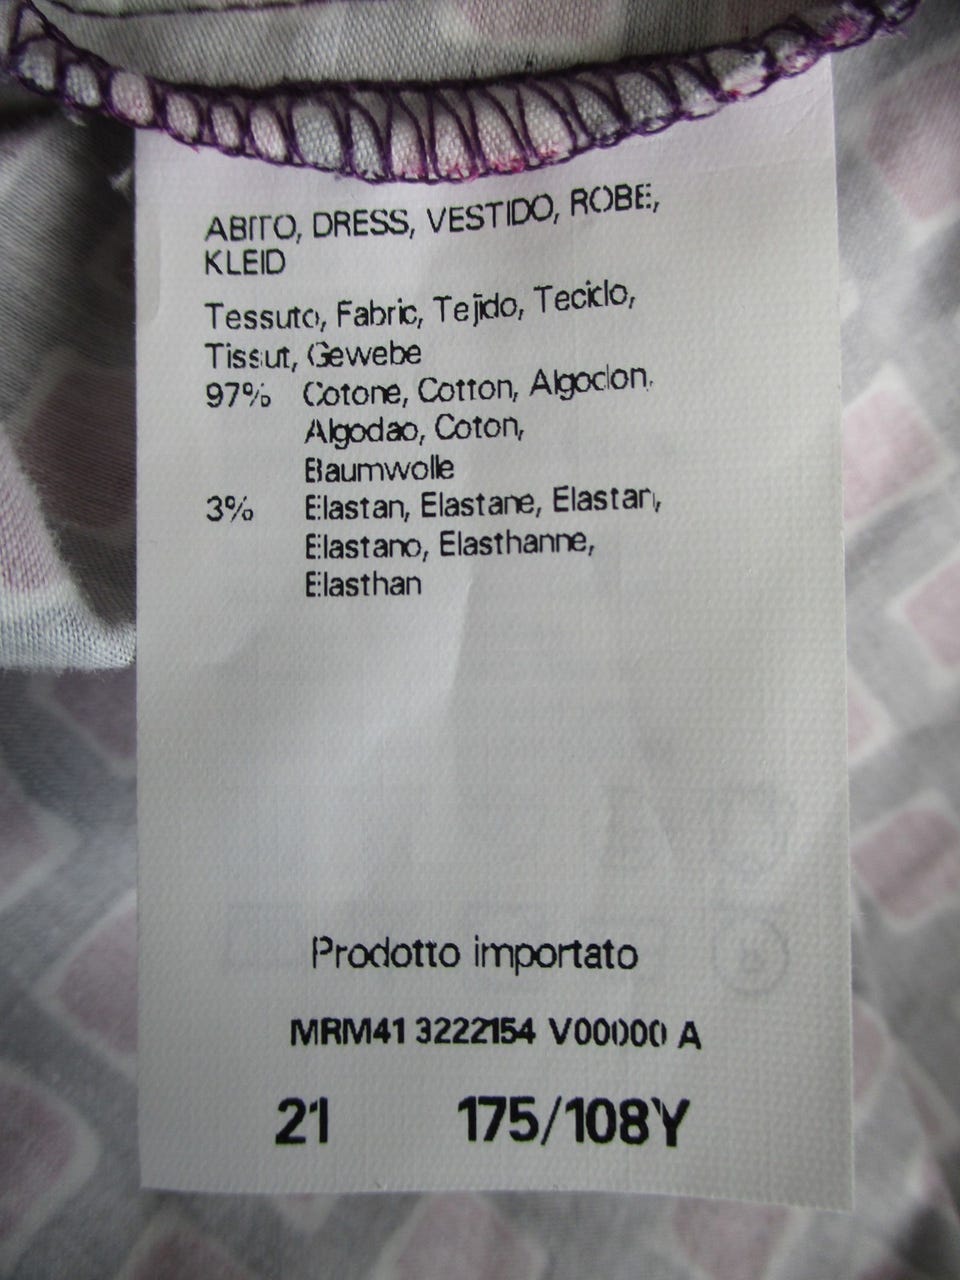 ABITO, DRESS, VESTIDO, ROBE,
KLEID
Tessuto, Fabric, Tejido, Tecido,
Tissut, Gewebe
97% Cotone, Cotton, Algodon,
Algodao, Coton,
Baumwolle
3% Elastan, Elastane, Elastan,
Elastano, Elasthanne,
Elasthan
Prodotto importato
MRM41 3222154 V00000 A
21 175/108Y